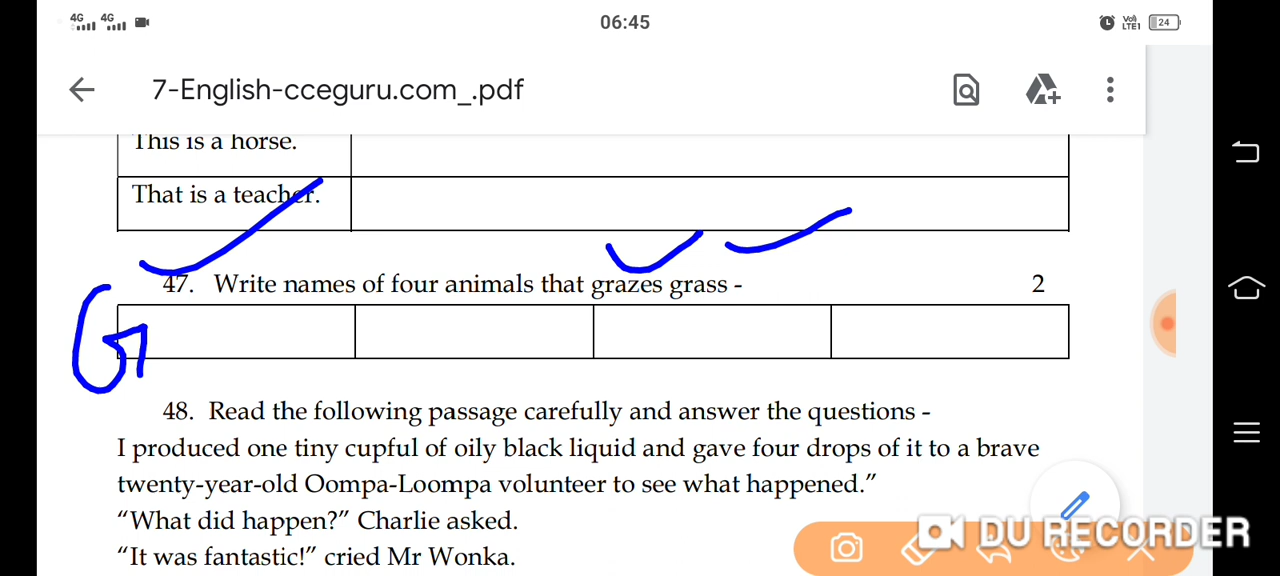 4G 4G 06:45 Vo) LTE1 24
7-English-cceguru.com_.pdf
This is a horse.
That is a teacher.
47. Write names of four animals that grazes grass - 2
G
48. Read the following passage carefully and answer the questions -
I produced one tiny cupful of oily black liquid and gave four drops of it to a brave
twenty-year-old Oompa-Loompa volunteer to see what happened.”
“What did happen?” Charlie asked.
“It was fantastic!” cried Mr Wonka.
DU RECORDER